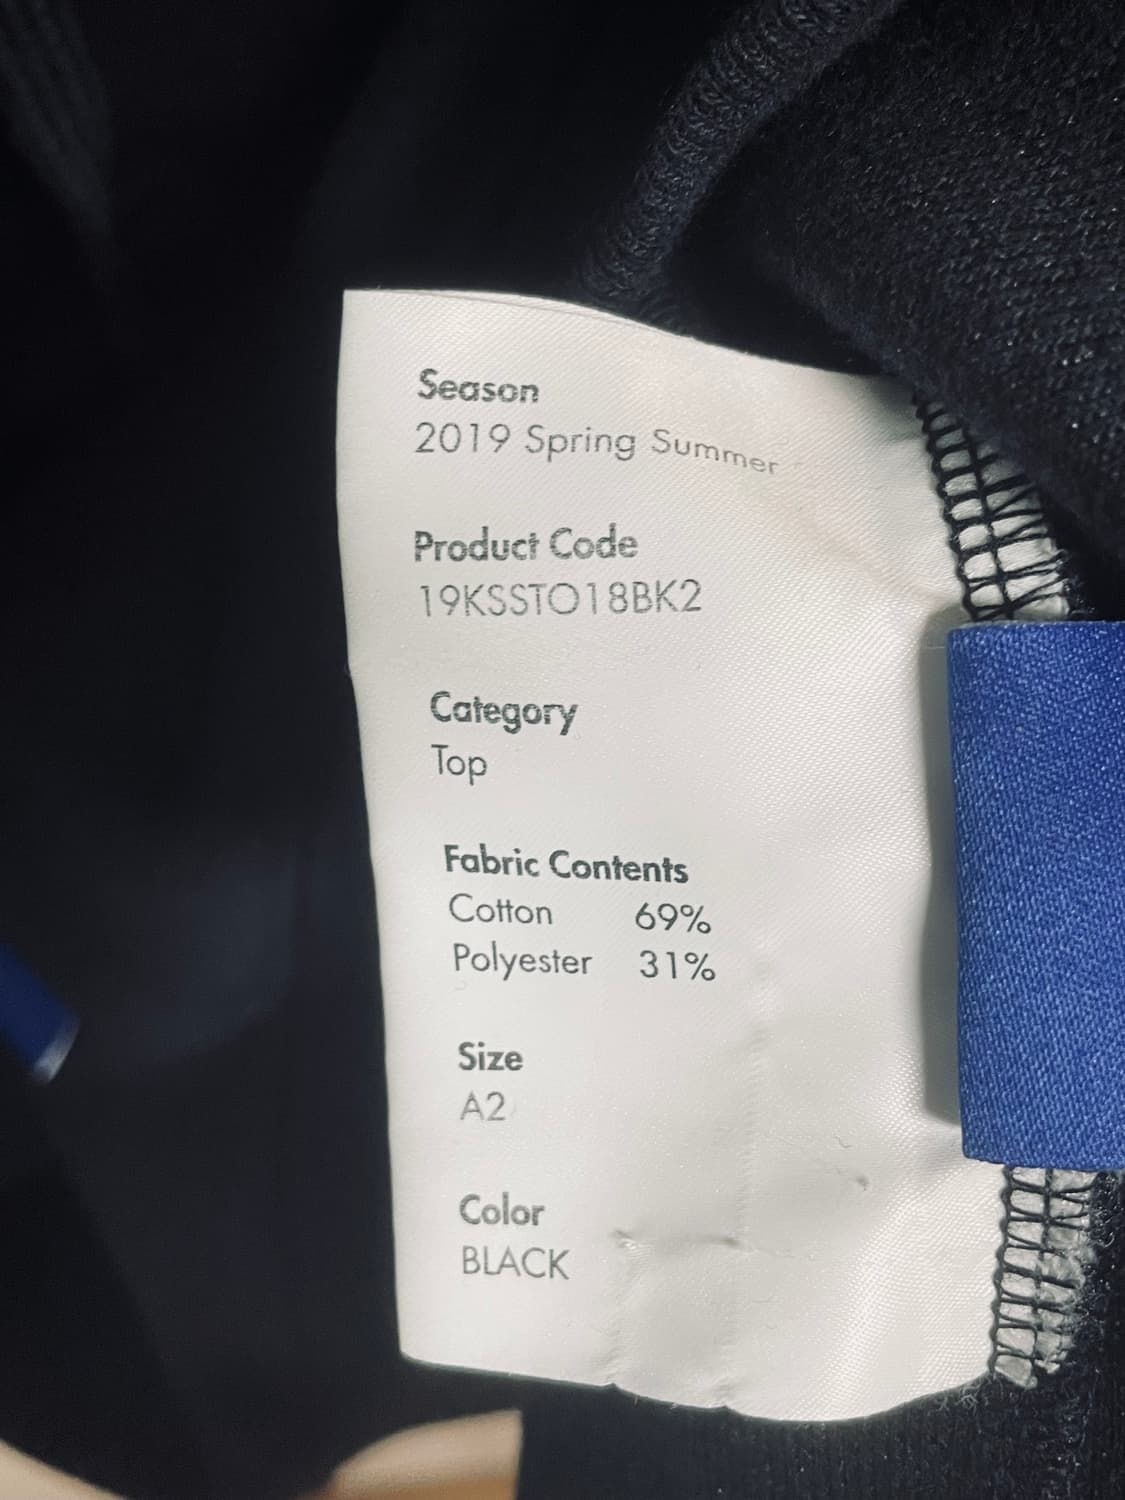 Season
2019 Spring Summer
Product Code
19KSSTO18BK2
Category
Top
Fabric Contents
Cotton 69%
Polyester 31%
Size
A2
Color
BLACK